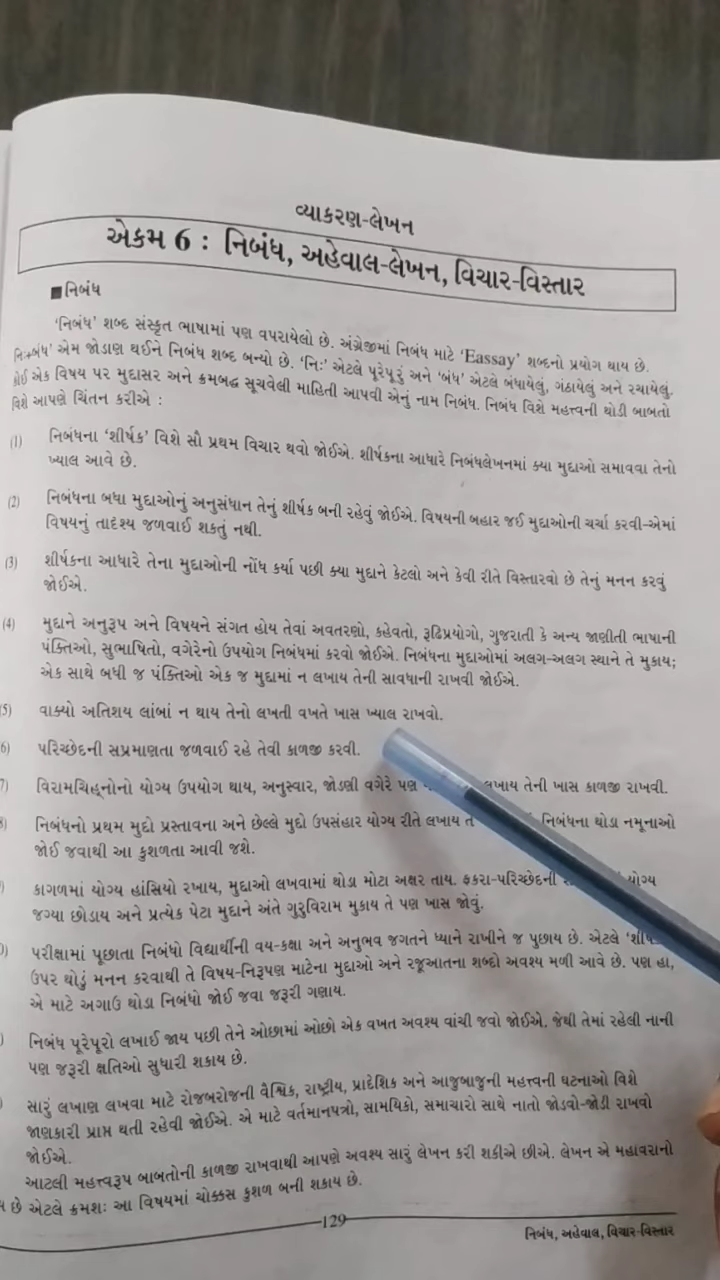 વ્યાકરણ-લેખન
એકમ 6 : નિબંધ, અહેવાલ-લેખન, વિચાર-વિસ્તાર
■નિબંધ
'નિબંધ' શબ્દ સંસ્કૃત ભાષામાં પણ વપરાયેલો છે. અંગ્રેજીમાં નિબંધ માટે 'Eassay' શબ્દનો પ્રયોગ થાય છે.
નિઃ+બંધ' એમ જોડાણ થઈને નિબંધ શબ્દ બન્યો છે. 'નિઃ' એટલે પૂરેપૂરું અને 'બંધ' એટલે બંધાયેલું, ગંઠાયેલું અને રચાયેલું.
કોઈ એક વિષય પર મુદ્દાસર અને ક્રમબદ્ધ સૂચવેલી માહિતી આપવી એનું નામ નિબંધ. નિબંધ વિશે મહત્ત્વની થોડી બાબતો
વિશે આપણે ચિંતન કરીએ :
(1) નિબંધના 'શીર્ષક' વિશે સૌ પ્રથમ વિચાર થવો જોઈએ. શીર્ષકના આધારે નિબંધલેખનમાં ક્યા મુદ્દાઓ સમાવવા તેનો
ખ્યાલ આવે છે.
(2) નિબંધના બધા મુદ્દાઓનું અનુસંધાન તેનું શીર્ષક બની રહેવું જોઈએ. વિષયની બહાર જઈ મુદ્દાઓની ચર્ચા કરવી-એમાં
વિષયનું તાદૃશ્ય જળવાઈ શકતું નથી.
(3) શીર્ષકના આધારે તેના મુદ્દાઓની નોંધ કર્યા પછી ક્યા મુદ્દાને કેટલો અને કેવી રીતે વિસ્તારવો છે તેનું મનન કરવું
જોઈએ.
(4) મુદ્દાને અનુરૂપ અને વિષયને સંગત હોય તેવાં અવતરણો, કહેવતો, રૂઢિપ્રયોગો, ગુજરાતી કે અન્ય જાણીતી ભાષાની
પંક્તિઓ, સુભાષિતો, વગેરેનો ઉપયોગ નિબંધમાં કરવો જોઈએ. નિબંધના મુદ્દાઓમાં અલગ-અલગ સ્થાને તે મુકાય;
એક સાથે બધી જ પંક્તિઓ એક જ મુદ્દામાં ન લખાય તેની સાવધાની રાખવી જોઈએ.
5) વાક્યો અતિશય લાંબાં ન થાય તેનો લખતી વખતે ખાસ ખ્યાલ રાખવો.
6) પરિચ્છેદની સપ્રમાણતા જળવાઈ રહે તેવી કાળજી કરવી.
7) વિરામચિહ્નોનો યોગ્ય ઉપયોગ થાય, અનુસ્વાર, જોડણી વગેરે પણ લખાય તેની ખાસ કાળજી રાખવી.
8) નિબંધનો પ્રથમ મુદ્દો પ્રસ્તાવના અને છેલ્લે મુદ્દો ઉપસંહાર યોગ્ય રીતે લખાય તે નિબંધના થોડા નમૂનાઓ
જોઈ જવાથી આ કુશળતા આવી જશે.
) કાગળમાં યોગ્ય હાંસિયો રખાય, મુદ્દાઓ લખવામાં થોડા મોટા અક્ષર તાય. ફકરા-પરિચ્છેદની યોગ્ય
જગ્યા છોડાય અને પ્રત્યેક પેટા મુદ્દાને અંતે ગુરુવિરામ મુકાય તે પણ ખાસ જોવું.
0) પરીક્ષામાં પૂછાતા નિબંધો વિદ્યાર્થીની વય-કક્ષા અને અનુભવ જગતને ધ્યાને રાખીને જ પુછાય છે. એટલે
ઉપર થોડું મનન કરવાથી તે વિષય-નિરૂપણ માટેના મુદ્દાઓ અને રજૂઆતના શબ્દો અવશ્ય મળી આવે છે. પણ હા,
એ માટે અગાઉ થોડા નિબંધો જોઈ જવા જરૂરી ગણાય.
) નિબંધ પૂરેપૂરો લખાઈ જાય પછી તેને ઓછામાં ઓછો એક વખત અવશ્ય વાંચી જવો જોઈએ, જેથી તેમાં રહેલી નાની
પણ જરૂરી ક્ષતિઓ સુધારી શકાય છે.
) સારું લખાણ લખવા માટે રોજબરોજની વૈશ્વિક, રાષ્ટ્રીય, પ્રાદેશિક અને આજુબાજુની મહત્ત્વની ઘટનાઓ વિશે
જાણકારી પ્રાપ્ત થતી રહેવી જોઈએ. એ માટે વર્તમાનપત્રો, સામયિકો, સમાચારો સાથે નાતો જોડવો-જોડી રાખવો
જોઈએ.
આટલી મહત્ત્વરૂપ બાબતોની કાળજી રાખવાથી આપણે અવશ્ય સારું લેખન કરી શકીએ છીએ. લેખન એ મહાવરાનો
છે એટલે ક્રમશઃ આ વિષયમાં ચોક્કસ કુશળ બની શકાય છે.
129
નિબંધ, અહેવાલ, વિચાર-વિસ્તાર